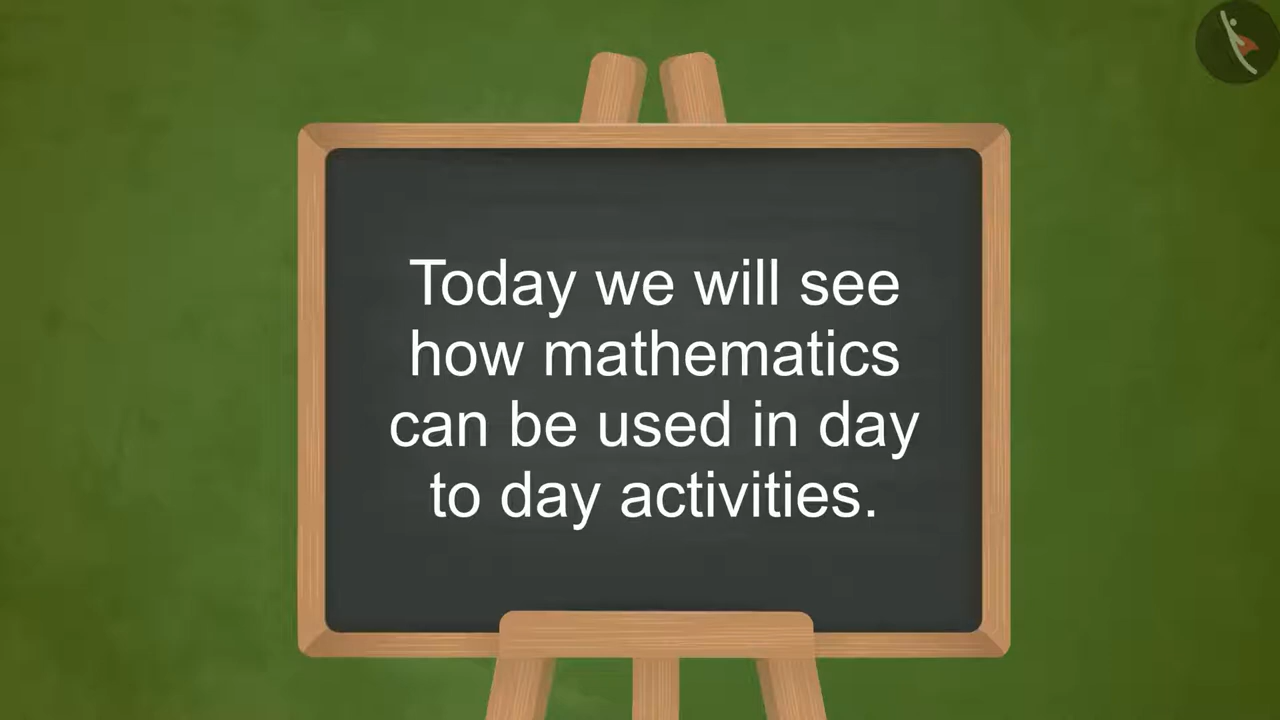 Today we will see
how mathematics
can be used in day
to day activities.